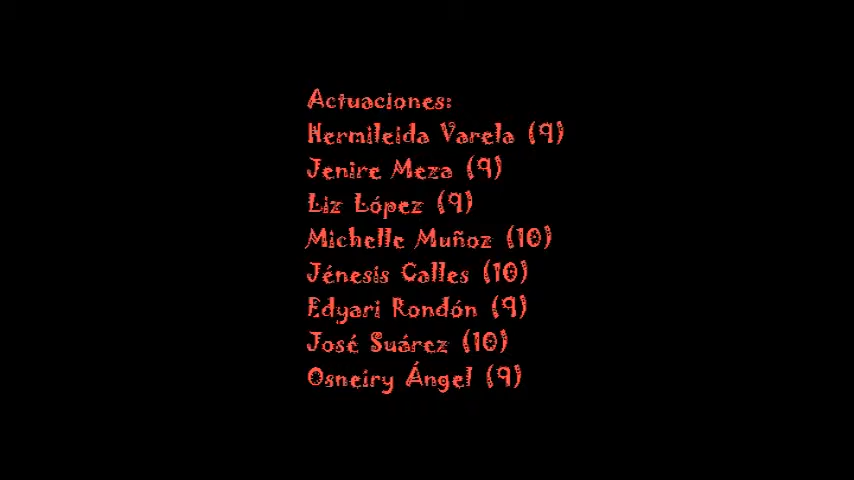 Actuaciones:
Hermileida Varela (9)
Jenire Meza (9)
Liz López (9)
Michelle Muñoz (10)
Jénesis Calles (10)
Edyari Rondón (9)
José Suárez (10)
Osneiry Ángel (9)